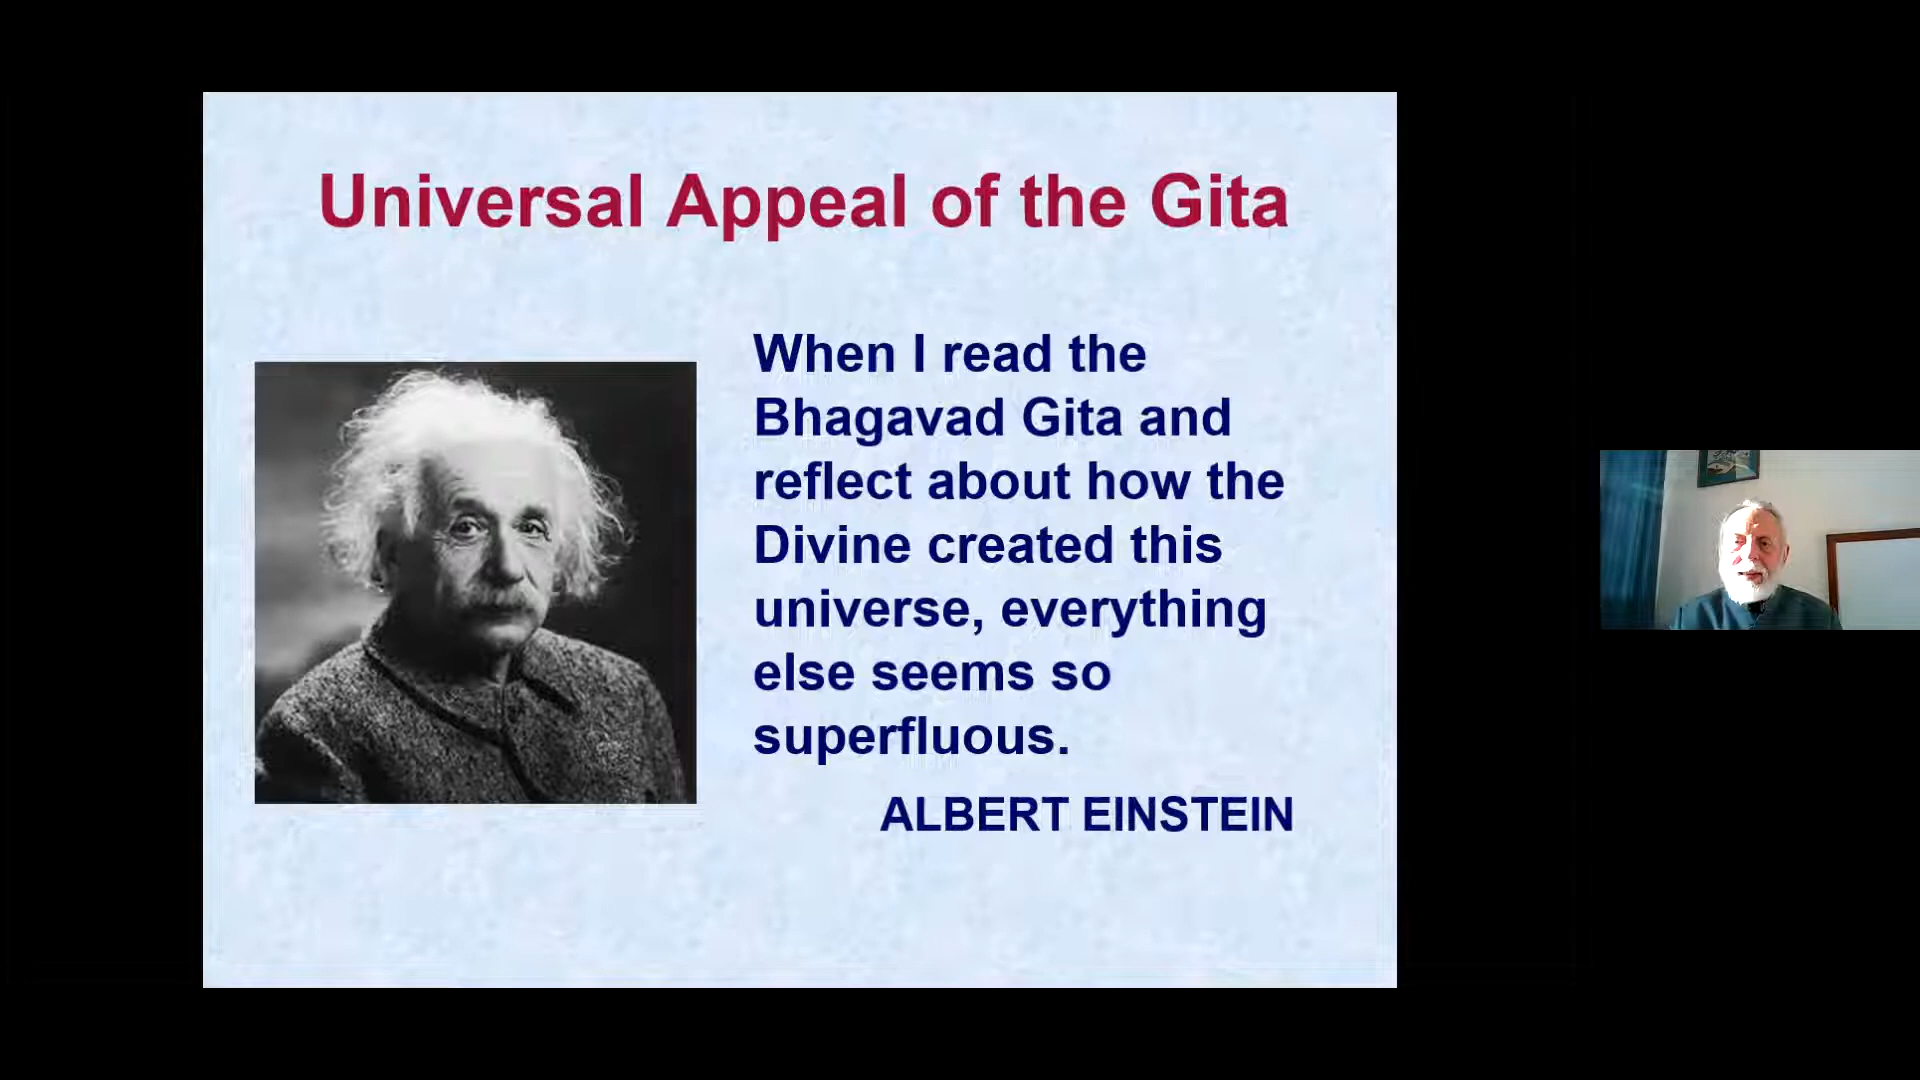 Universal Appeal of the Gita
When I read the
Bhagavad Gita and
reflect about how the
Divine created this
universe, everything
else seems so
superfluous.
ALBERT EINSTEIN